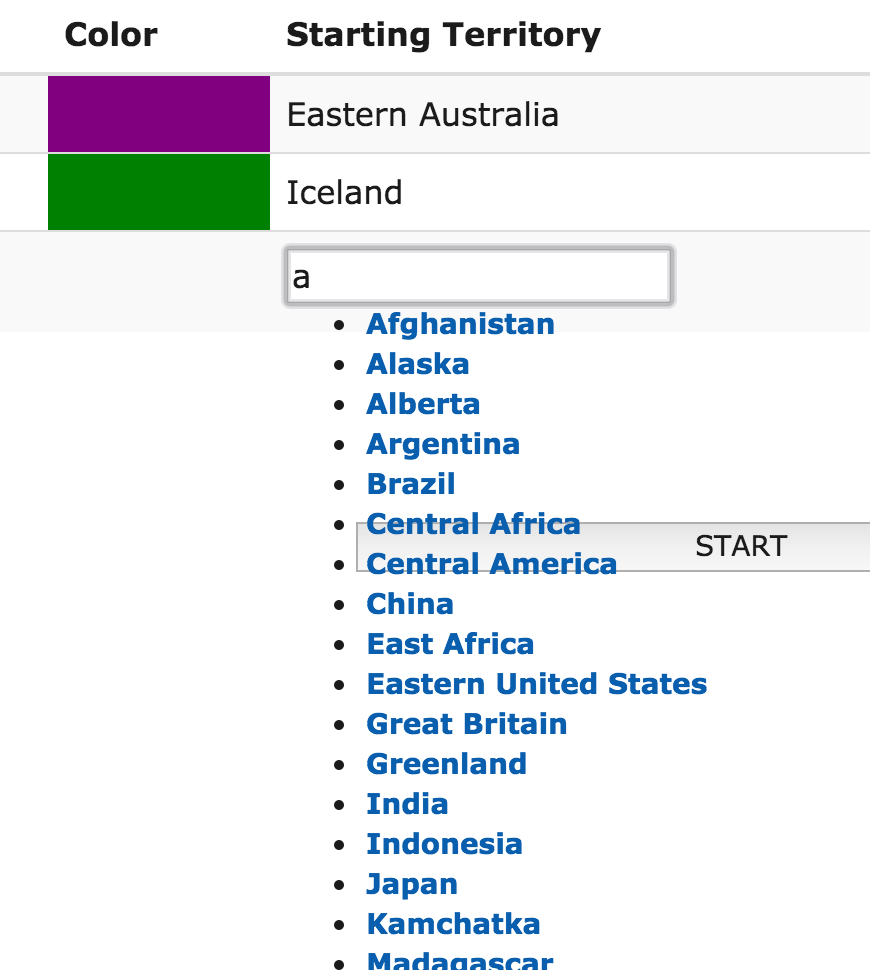 Color Starting Territory
Eastern Australia
Iceland
a
Afghanistan
Alaska
Alberta
Argentina
Brazil
Central Africa
START
Central America
China
East Africa
Eastern United States
Great Britain
Greenland
India
Indonesia
Japan
Kamchatka
Madagascar